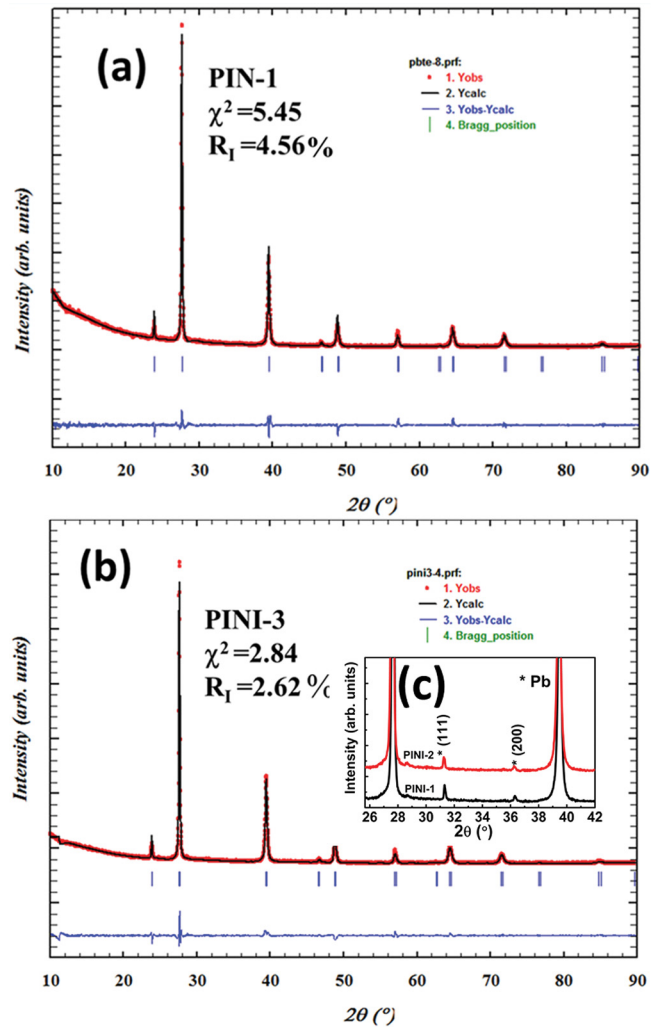 (a)
PIN-1
χ² =5.45
R_I =4.56%
pbte-8.prf:
1. Yobs
2. Ycalc
3. Yobs-Ycalc
4. Bragg_position
Intensity (arb. units)
10 20 30 40 50 60 70 80 90
2θ (°)
(b)
PINI-3
χ² =2.84
R_I =2.62 %
pini3-4.prf:
1. Yobs
2. Ycalc
3. Yobs-Ycalc
4. Bragg_position
(c)
* Pb
* (111)
* (200)
PINI-2
PINI-1
Intensity (arb. units)
26 28 30 32 34 36 38 40 42
2θ (°)
Intensity (arb. units)
10 20 30 40 50 60 70 80 90
2θ (°)